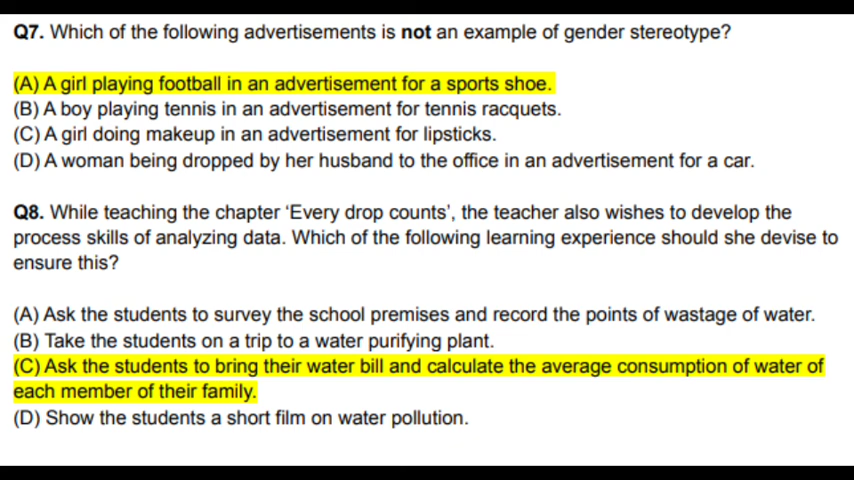 Q7. Which of the following advertisements is not an example of gender stereotype?
(A) A girl playing football in an advertisement for a sports shoe.
(B) A boy playing tennis in an advertisement for tennis racquets.
(C) A girl doing makeup in an advertisement for lipsticks.
(D) A woman being dropped by her husband to the office in an advertisement for a car.
Q8. While teaching the chapter ‘Every drop counts’, the teacher also wishes to develop the
process skills of analyzing data. Which of the following learning experience should she devise to
ensure this?
(A) Ask the students to survey the school premises and record the points of wastage of water.
(B) Take the students on a trip to a water purifying plant.
(C) Ask the students to bring their water bill and calculate the average consumption of water of
each member of their family.
(D) Show the students a short film on water pollution.